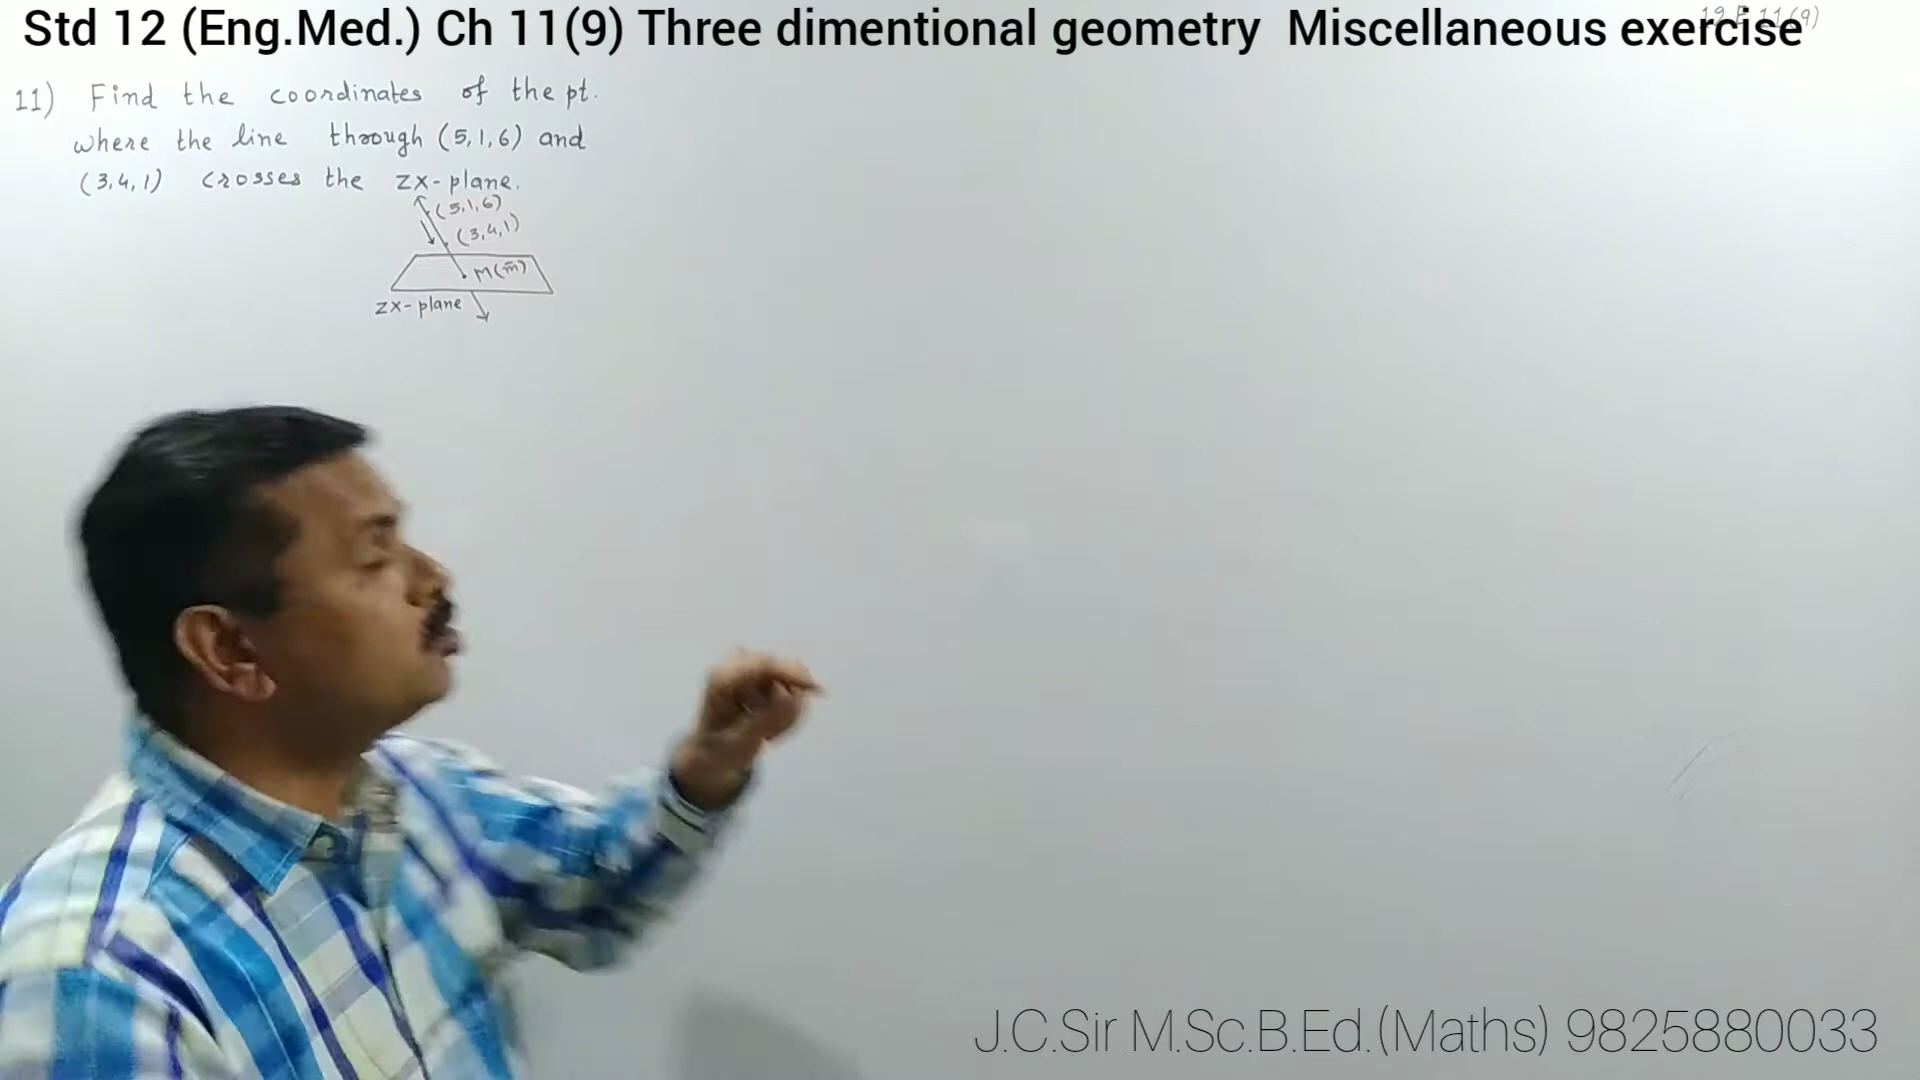 Std 12 (Eng.Med.) Ch 11(9) Three dimentional geometry Miscellaneous exercise
11) Find the coordinates of the pt.
where the line through (5,1,6) and
(3,4,1) crosses the zx-plane.
(5,1,6)
(3,4,1)
M(m̄)
zx-plane
J.C.Sir M.Sc.B.Ed.(Maths) 9825880033